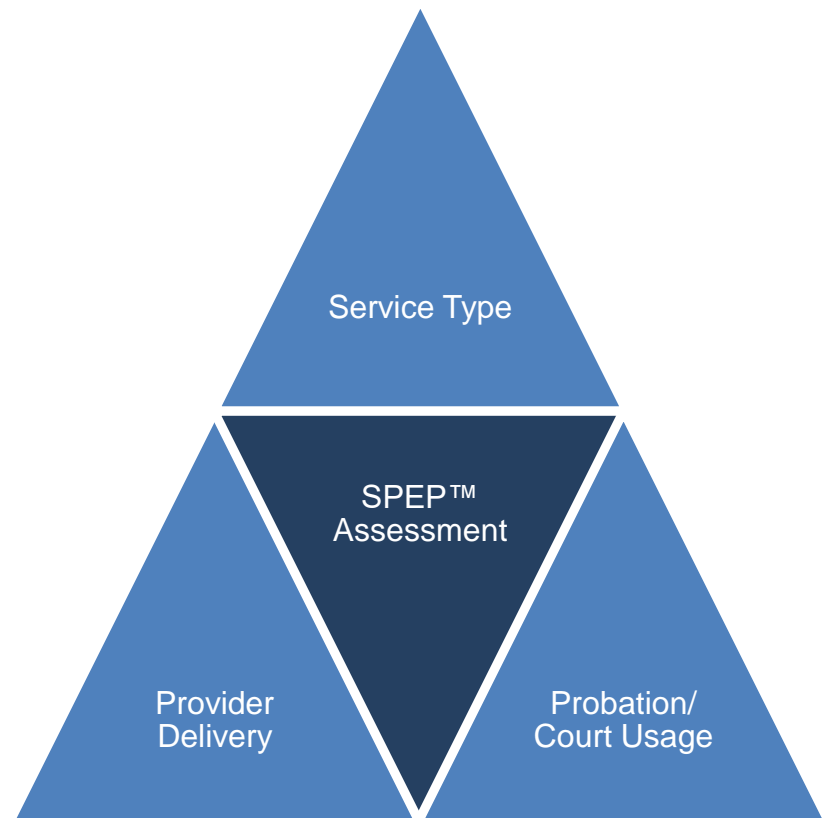 Service Type
SPEP™
Assessment
Provider
Delivery
Probation/
Court Usage